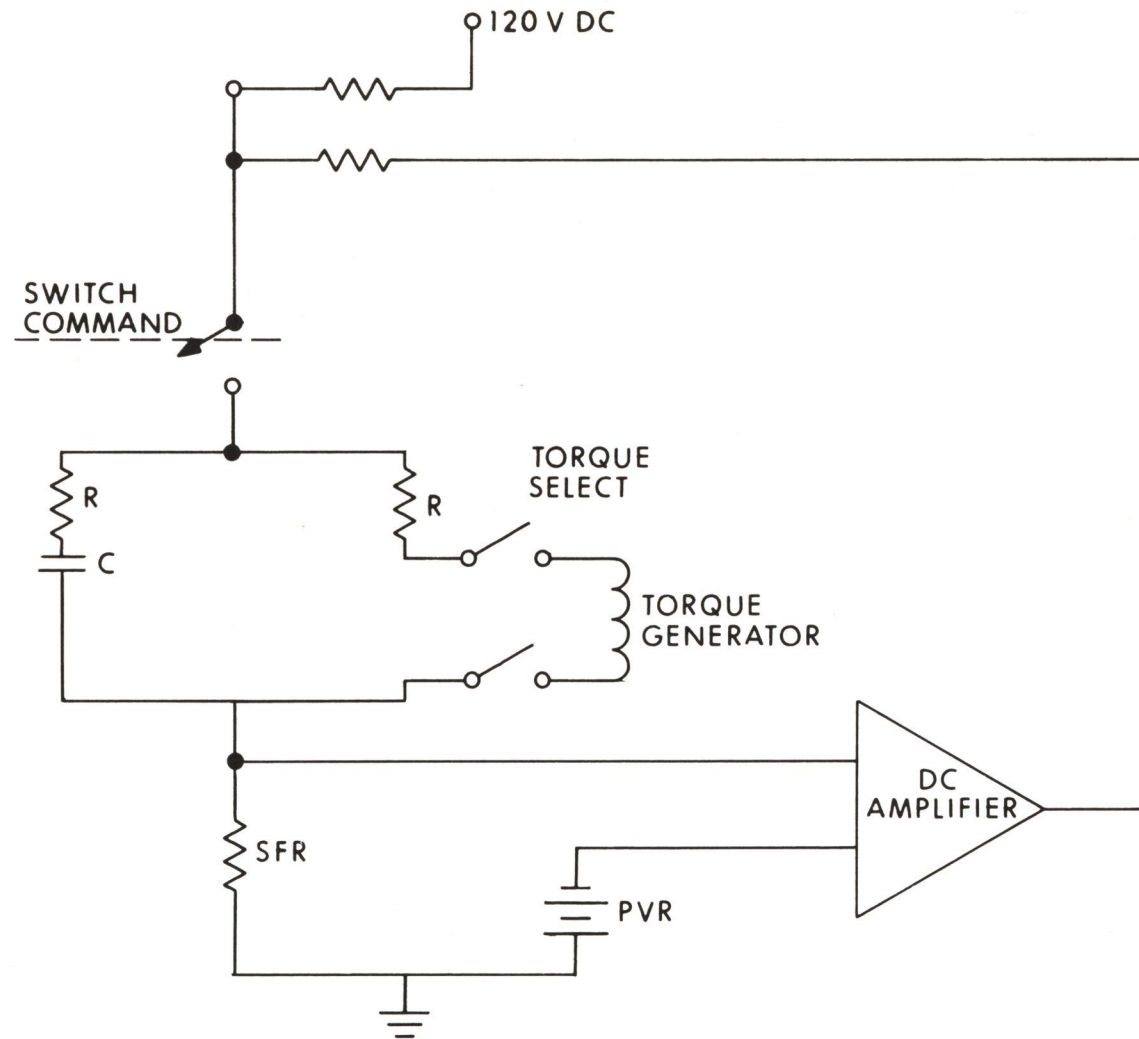 120 V DC
SWITCH
COMMAND
TORQUE
SELECT
R
R
C
TORQUE
GENERATOR
DC
AMPLIFIER
SFR
PVR